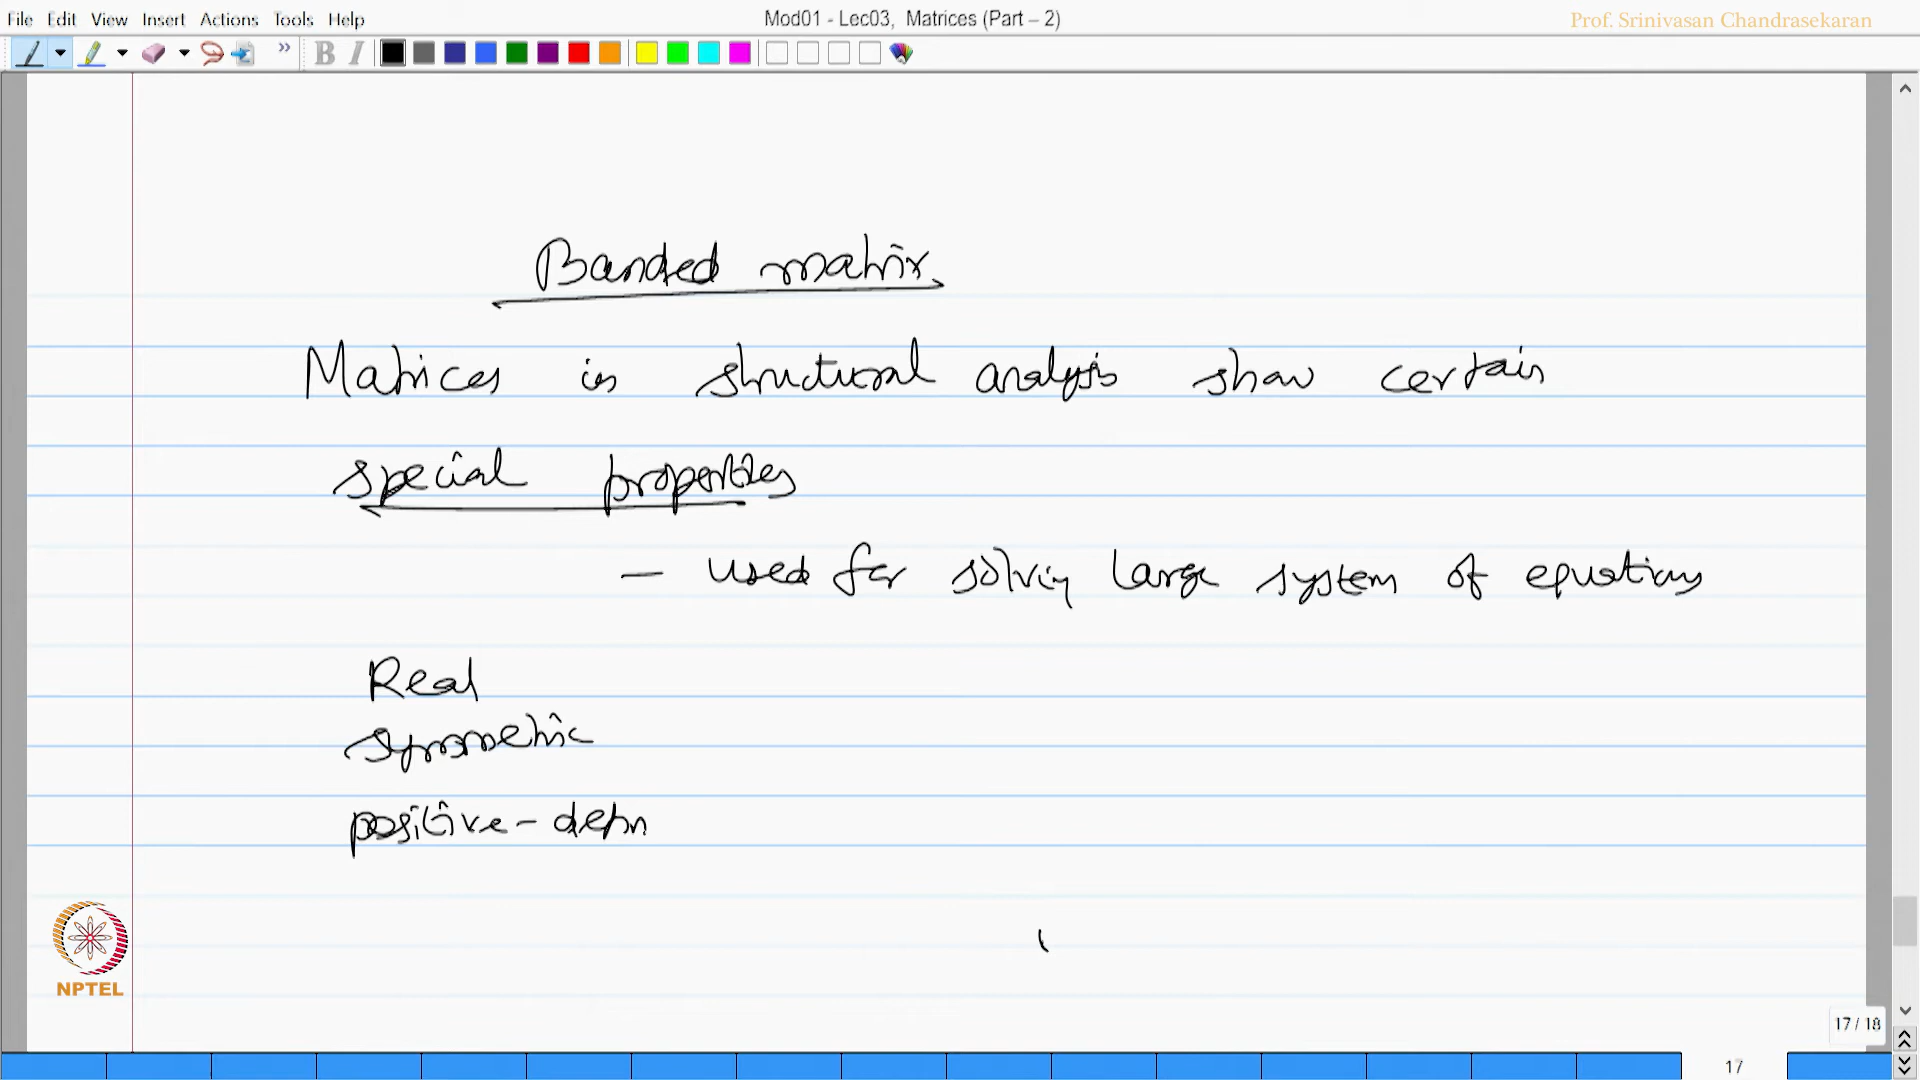 File Edit View Insert Actions Tools Help
Mod01 - Lec03, Matrices (Part – 2)
Prof. Srinivasan Chandrasekaran
B I
Banded matrix
Matrices in structural analysis show certain
special properties
— used for solving large system of equations
Real
symmetric
positive - defn
NPTEL
17 / 18
17